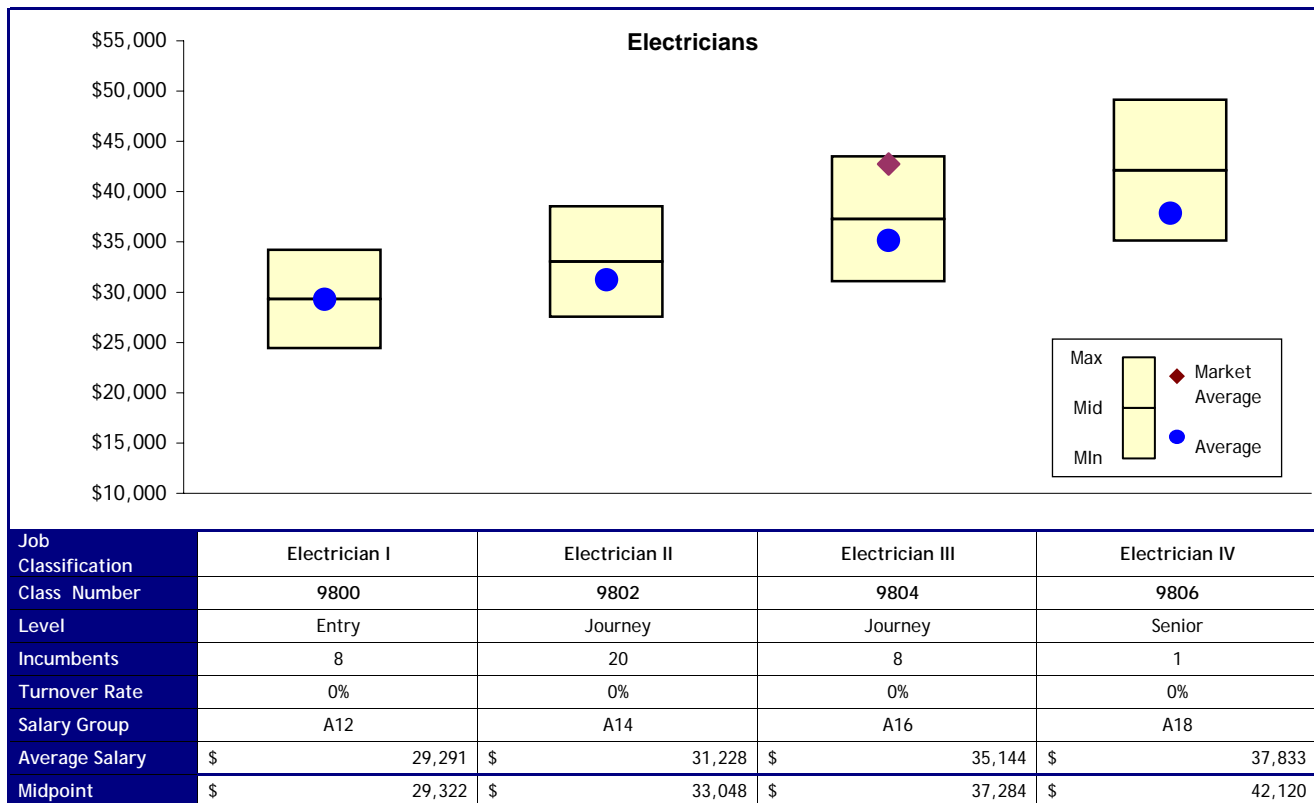 Electricians
$55,000
$50,000
$45,000
$40,000
$35,000
$30,000
$25,000
$20,000
$15,000
$10,000
Max
Mid
MIn
Market
Average
Average
Job
Classification Electrician I Electrician II Electrician III Electrician IV
Class Number 9800 9802 9804 9806
Level Entry Journey Journey Senior
Incumbents 8 20 8 1
Turnover Rate 0% 0% 0% 0%
Salary Group A12 A14 A16 A18
Average Salary $ 29,291 $ 31,228 $ 35,144 $ 37,833
Midpoint $ 29,322 $ 33,048 $ 37,284 $ 42,120